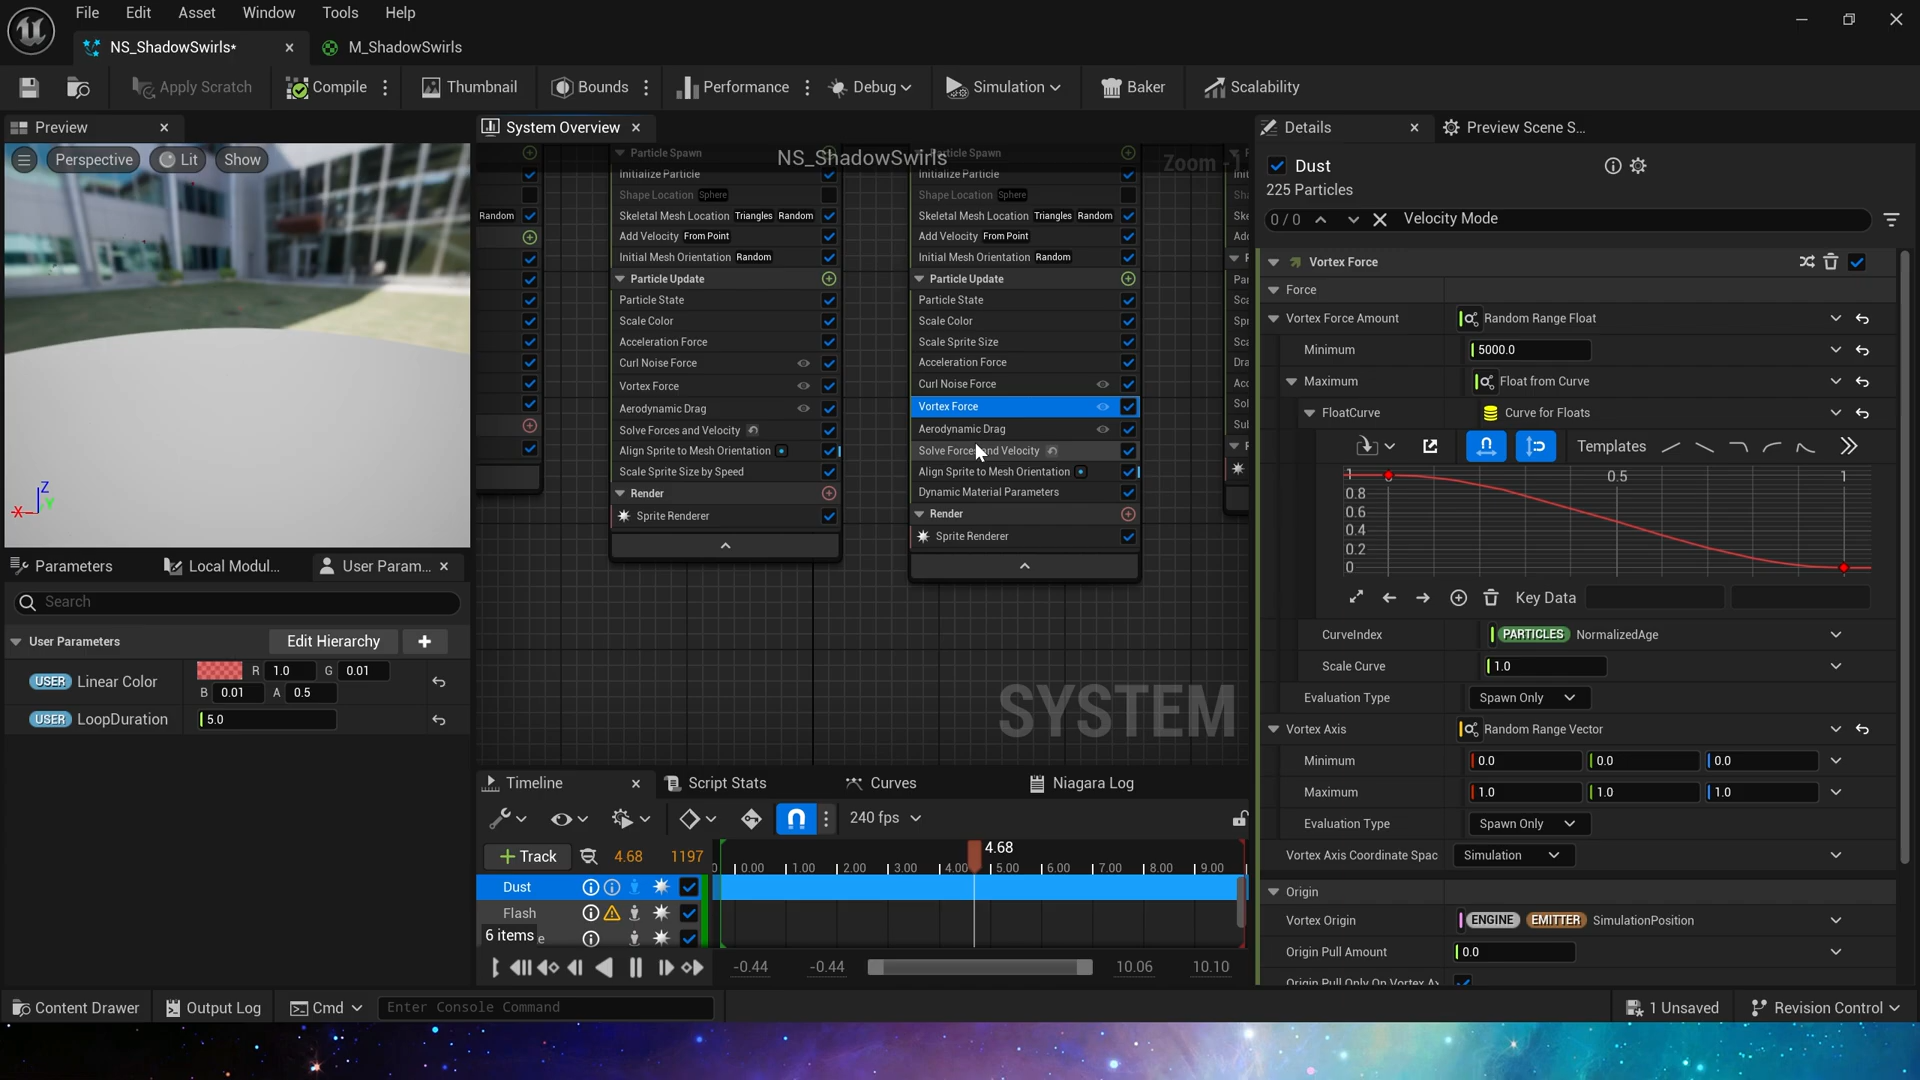 File Edit Asset Window Tools Help
NS_ShadowSwirls*
M_ShadowSwirls
Apply Scratch
Compile
Thumbnail
Bounds
Performance
Debug
Simulation
Baker
Scalability
Preview
System Overview
Details
Preview Scene S...
Perspective
Lit
Show
NS_ShadowSwirls
Zoom -1
Random
Particle Spawn
Initialize Particle
Shape Location Sphere
Skeletal Mesh Location Triangles Random
Add Velocity From Point
Initial Mesh Orientation Random
Particle Update
Particle State
Scale Color
Acceleration Force
Curl Noise Force
Vortex Force
Aerodynamic Drag
Solve Forces and Velocity
Align Sprite to Mesh Orientation
Scale Sprite Size by Speed
Render
Sprite Renderer
Particle Spawn
Initialize Particle
Shape Location Sphere
Skeletal Mesh Location Triangles Random
Add Velocity From Point
Initial Mesh Orientation Random
Particle Update
Particle State
Scale Color
Scale Sprite Size
Acceleration Force
Curl Noise Force
Vortex Force
Aerodynamic Drag
Solve Forces and Velocity
Align Sprite to Mesh Orientation
Dynamic Material Parameters
Render
Sprite Renderer
SYSTEM
Z
X
Y
Dust
225 Particles
0 / 0
Velocity Mode
Vortex Force
Force
Vortex Force Amount Random Range Float
Minimum 5000.0
Maximum Float from Curve
FloatCurve Curve for Floats
Templates
1 0.5 1
0.8
0.6
0.4
0.2
0
Key Data
CurveIndex PARTICLES NormalizedAge
Scale Curve 1.0
Evaluation Type Spawn Only
Vortex Axis Random Range Vector
Minimum 0.0 0.0 0.0
Maximum 1.0 1.0 1.0
Evaluation Type Spawn Only
Vortex Axis Coordinate Spac Simulation
Origin
Vortex Origin ENGINE EMITTER SimulationPosition
Origin Pull Amount 0.0
Origin Pull Only On Vortex A
Parameters
Local Modul...
User Param...
Search
User Parameters Edit Hierarchy
USER Linear Color R 1.0 G 0.01
B 0.01 A 0.5
USER LoopDuration 5.0
Timeline
Script Stats
Curves
Niagara Log
240 fps
Track 4.68 1197
4.68
0.00 1.00 2.00 3.00 4.00 5.00 6.00 7.00 8.00 9.00
Dust
Flash
6 items
-0.44 -0.44 10.06 10.10
Content Drawer
Output Log
Cmd
Enter Console Command
1 Unsaved
Revision Control